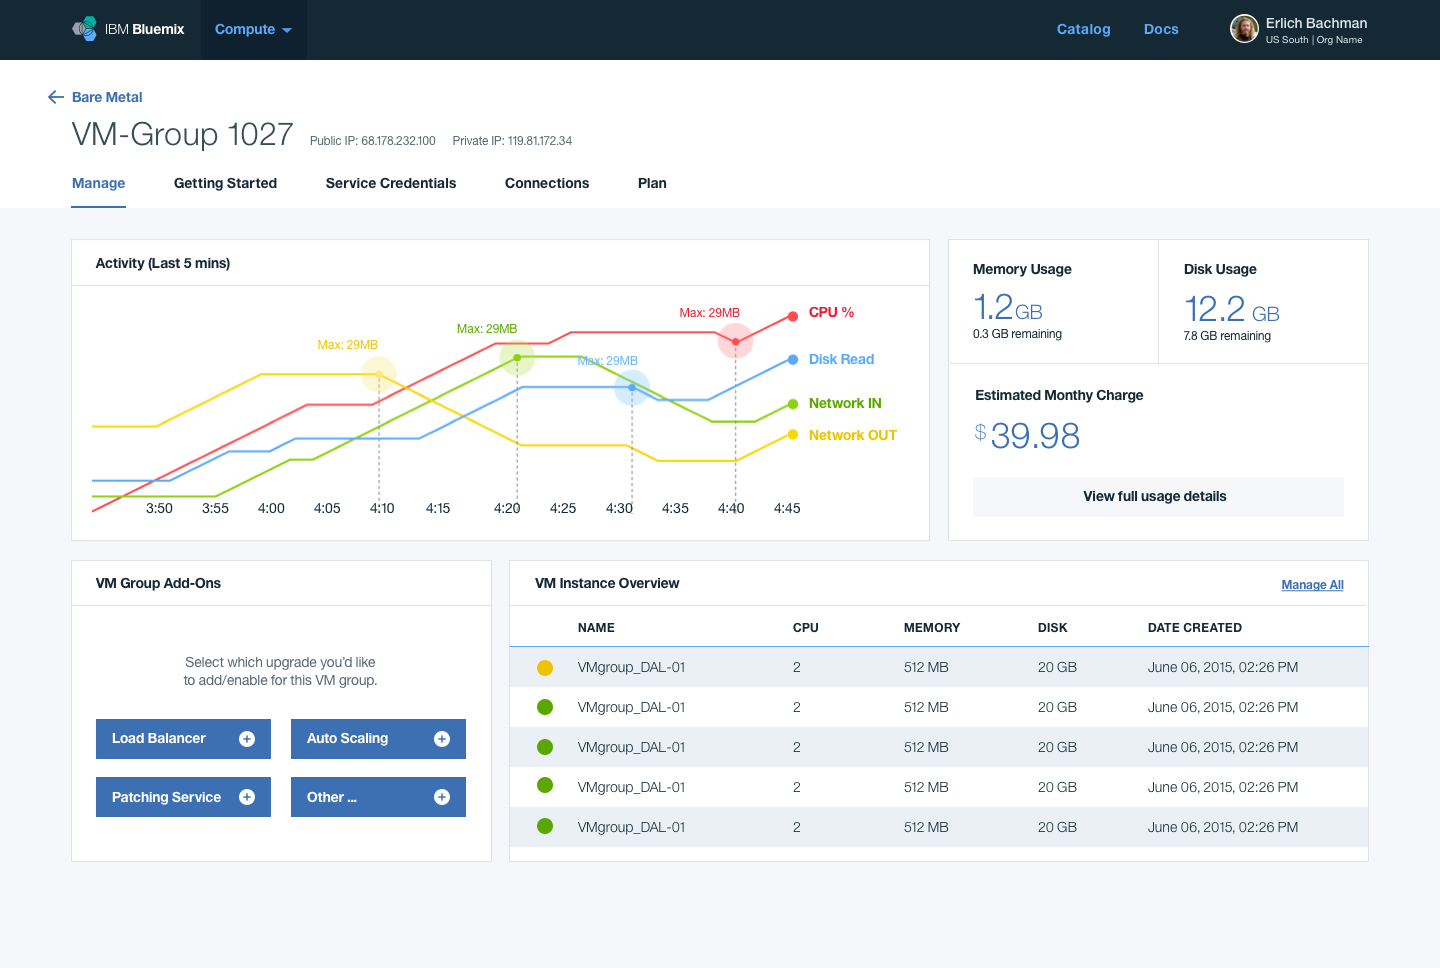 IBM Bluemix
Compute
Catalog
Docs
Erlich Bachman
US South | Org Name
Bare Metal
VM-Group 1027
Public IP: 68.178.232.100
Private IP: 119.81.172.34
Manage
Getting Started
Service Credentials
Connections
Plan
Activity (Last 5 mins)
Max: 29MB
Max: 29MB
Max: 29MB
Max: 29MB
CPU %
Disk Read
Network IN
Network OUT
3:50 3:55 4:00 4:05 4:10 4:15 4:20 4:25 4:30 4:35 4:40 4:45
Memory Usage
1.2GB
0.3 GB remaining
Disk Usage
12.2 GB
7.8 GB remaining
Estimated Monthy Charge
$39.98
View full usage details
VM Group Add-Ons
Select which upgrade you'd like
to add/enable for this VM group.
Load Balancer
Auto Scaling
Patching Service
Other ...
VM Instance Overview
Manage All
NAME CPU MEMORY DISK DATE CREATED
VMgroup_DAL-01 2 512 MB 20 GB June 06, 2015, 02:26 PM
VMgroup_DAL-01 2 512 MB 20 GB June 06, 2015, 02:26 PM
VMgroup_DAL-01 2 512 MB 20 GB June 06, 2015, 02:26 PM
VMgroup_DAL-01 2 512 MB 20 GB June 06, 2015, 02:26 PM
VMgroup_DAL-01 2 512 MB 20 GB June 06, 2015, 02:26 PM